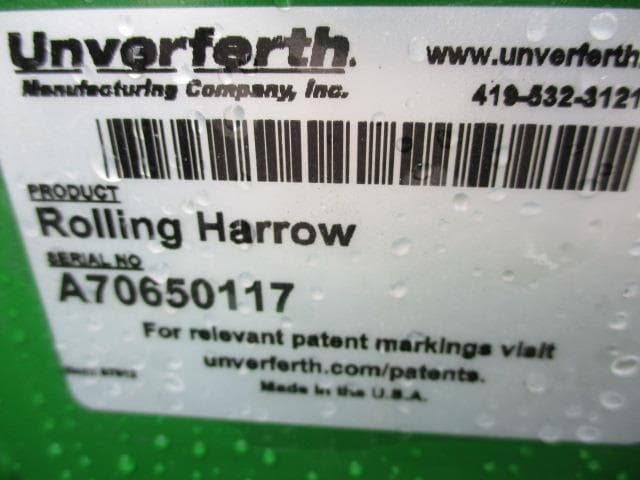 Unverferth
www.unverferth.
Manufacturing Company, Inc.
419-532-3121
PRODUCT
Rolling Harrow
SERIAL NO
A70650117
For relevant patent markings visit
unverferth.com/patents.
Made in the U.S.A.